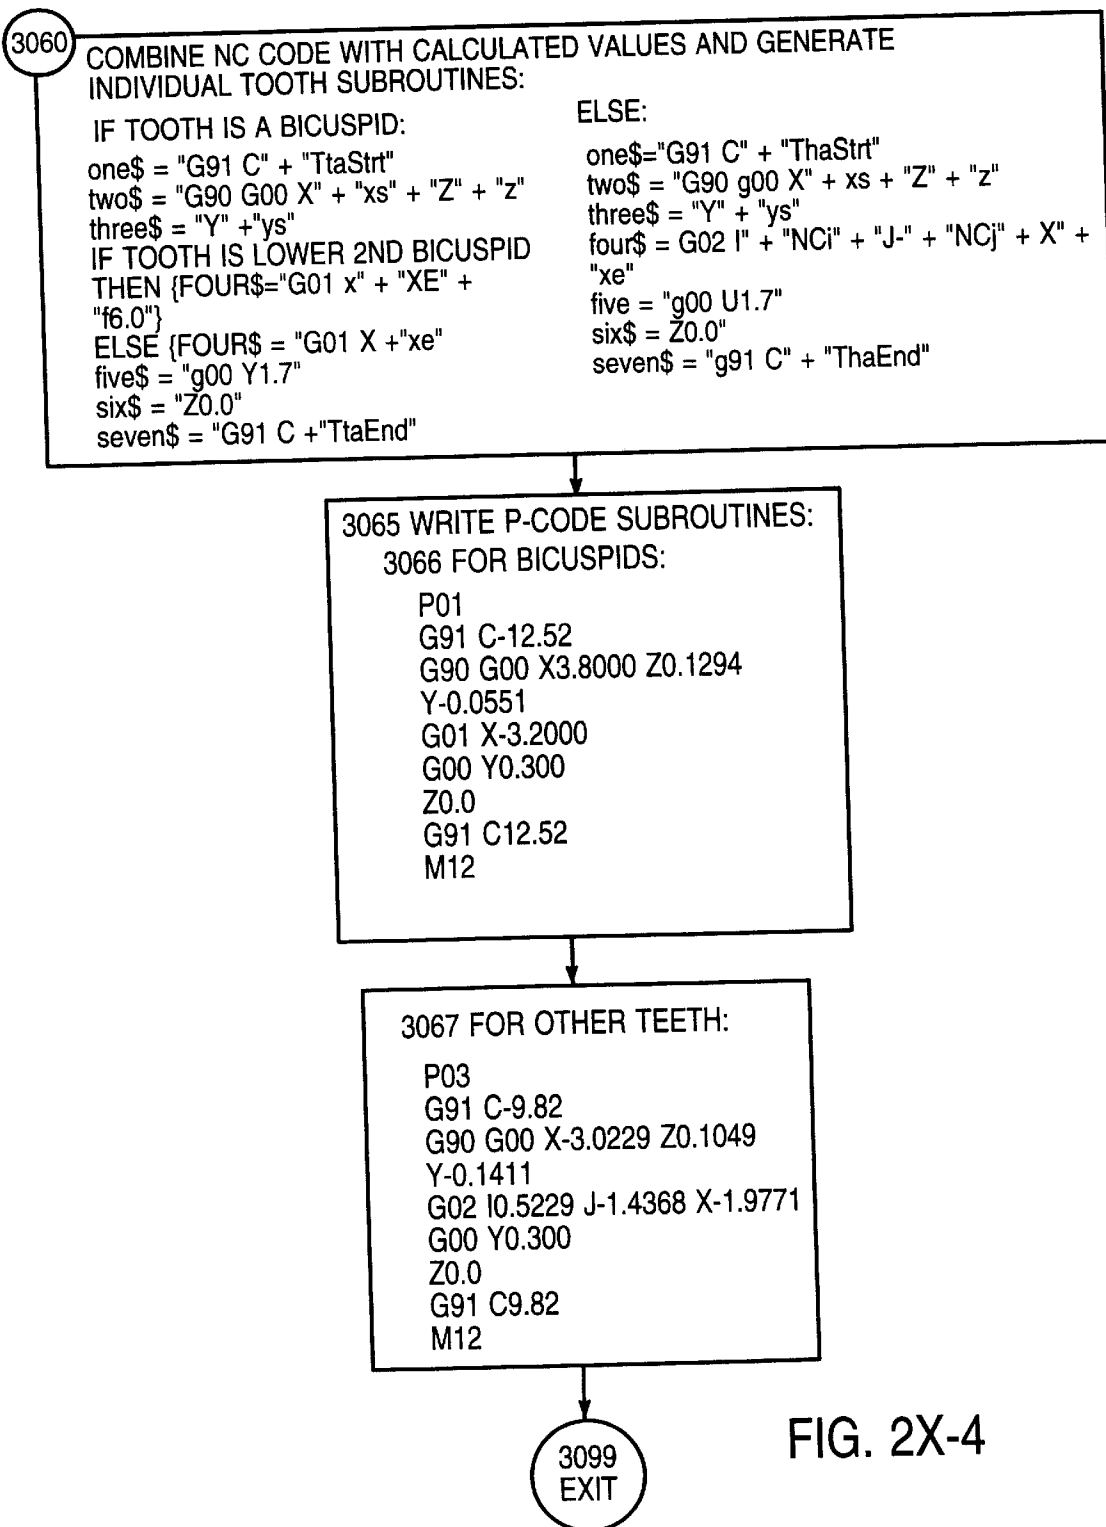 3060
COMBINE NC CODE WITH CALCULATED VALUES AND GENERATE
INDIVIDUAL TOOTH SUBROUTINES:
IF TOOTH IS A BICUSPID:
one$ = "G91 C" + "TtaStrt"
two$ = "G90 G00 X" + "xs" + "Z" + "z"
three$ = "Y" +"ys"
IF TOOTH IS LOWER 2ND BICUSPID
THEN {FOUR$="G01 x" + "XE" +
"f6.0"}
ELSE {FOUR$ = "G01 X +"xe"
five$ = "g00 Y1.7"
six$ = "Z0.0"
seven$ = "G91 C +"TtaEnd"
ELSE:
one$="G91 C" + "ThaStrt"
two$ = "G90 g00 X" + xs + "Z" + "z"
three$ = "Y" + "ys"
four$ = G02 I" + "NCi" + "J-" + "NCj" + X" +
"xe"
five = "g00 U1.7"
six$ = Z0.0"
seven$ = "g91 C" + "ThaEnd"
3065 WRITE P-CODE SUBROUTINES:
3066 FOR BICUSPIDS:
P01
G91 C-12.52
G90 G00 X3.8000 Z0.1294
Y-0.0551
G01 X-3.2000
G00 Y0.300
Z0.0
G91 C12.52
M12
3067 FOR OTHER TEETH:
P03
G91 C-9.82
G90 G00 X-3.0229 Z0.1049
Y-0.1411
G02 I0.5229 J-1.4368 X-1.9771
G00 Y0.300
Z0.0
G91 C9.82
M12
3099
EXIT
FIG. 2X-4